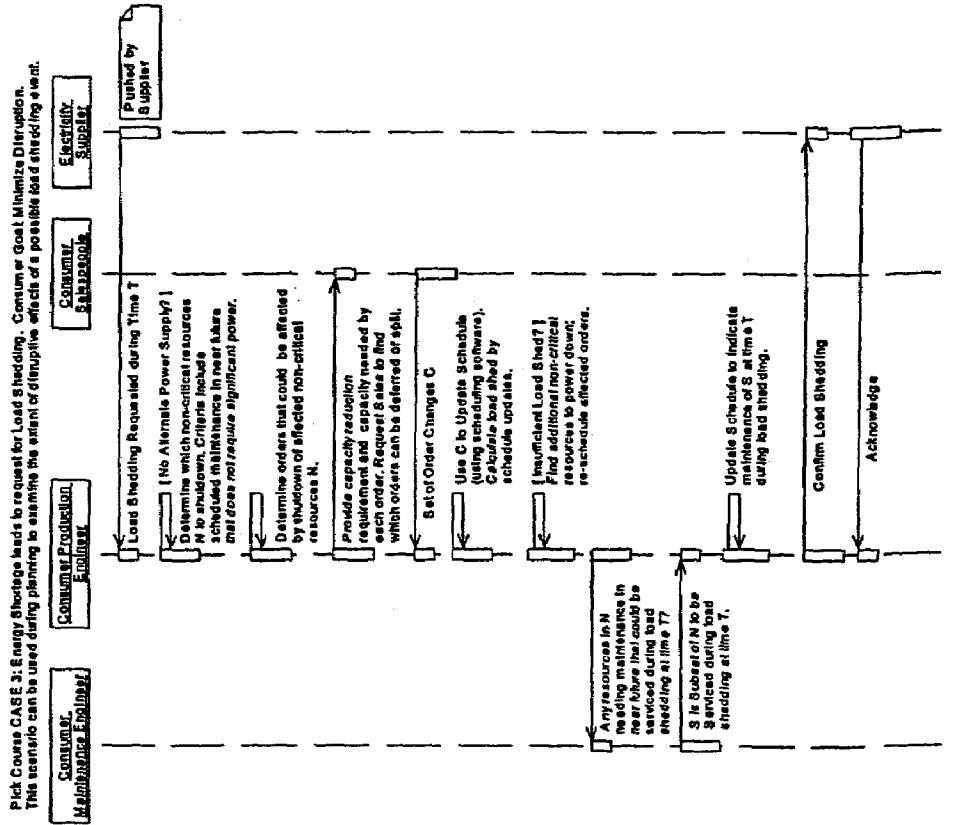 Pick Course CASE 3: Energy Shortage leads to request for Load Shedding. Consumer Goal Minimize Disruption.
This scenario can be used during planning to examine the extent of disruptive effects of a possible load shedding event.
Consumer
Maintenance Engineer
Consumer Production
Engineer
Consumer
Salespeople
Electricity
Supplier
Pushed by
Supplier
Load Shedding Requested during Time T
[ No Alternate Power Supply? ]
Determine which non-critical resources
N to shutdown. Criteria include
scheduled maintenance in near future
that does not require significant power.
Determine orders that could be affected
by shutdown of affected non-critical
resources N.
Provide capacity reduction
requirement and capacity needed by
each order. Request Sales to find
which orders can be deferred or split.
Set of Order Changes C
Use C to Update Schedule
(using scheduling software).
Calculate load shed by
schedule updates.
[ Insufficient Load Shed? ]
Find additional non-critical
resources to power down;
re-schedule affected orders.
Any resources in N
needing maintenance in
near future that could be
serviced during load
shedding at time T?
S is Subset of N to be
Serviced during load
shedding at time T.
Update Schedule to indicate
maintenance of S at time T
during load shedding.
Confirm Load Shedding
Acknowledge